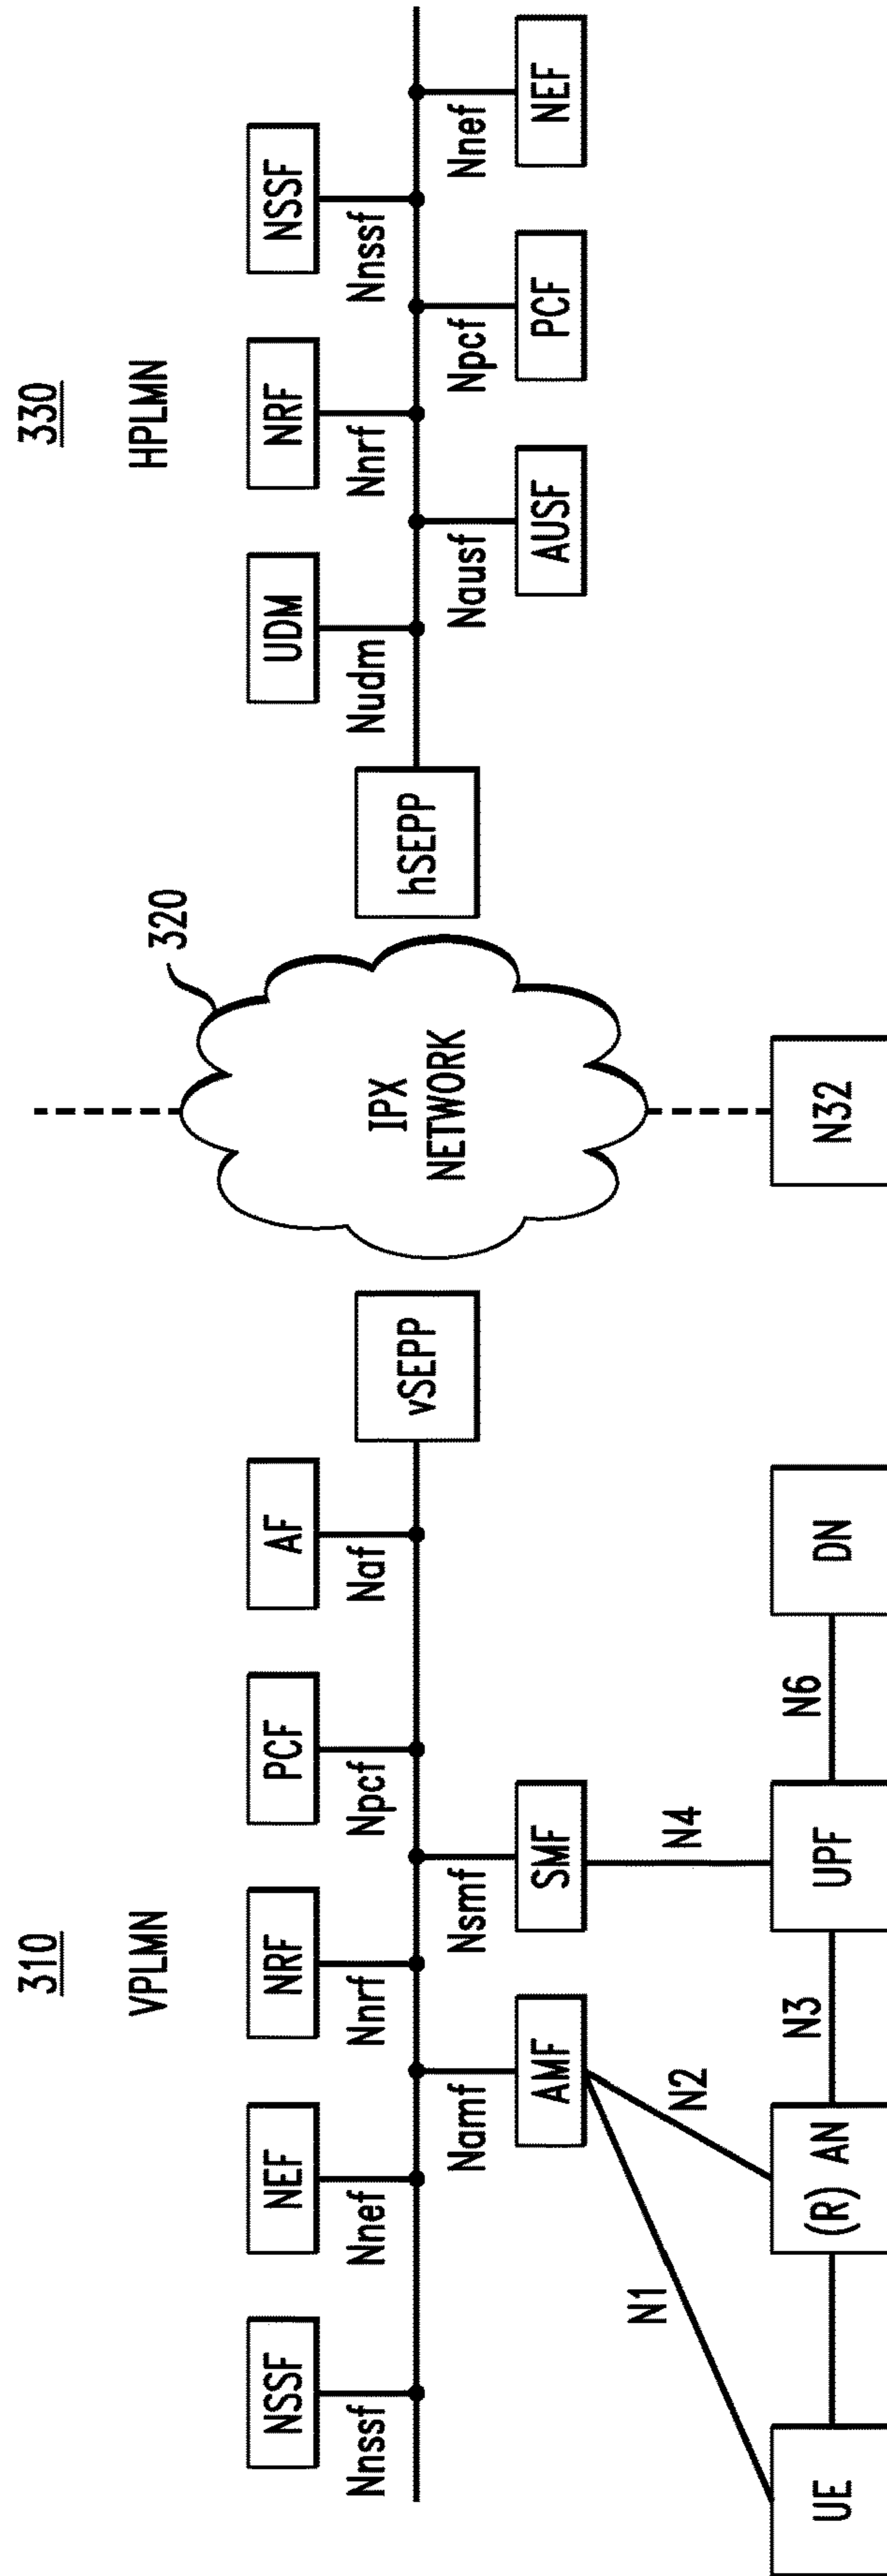 310
VPLMN
330
HPLMN
320
NSSF
NEF
NRF
PCF
AF
UDM
NRF
NSSF
Nnssf
Nnef
Nnrf
Npcf
Naf
Nudm
Nnrf
Nnssf
vSEPP
IPX
NETWORK
hSEPP
Namf
Nsmf
Nausf
Npcf
Nnef
AMF
SMF
AUSF
PCF
NEF
N1
N2
N4
UE
(R) AN
N3
UPF
N6
DN
N32